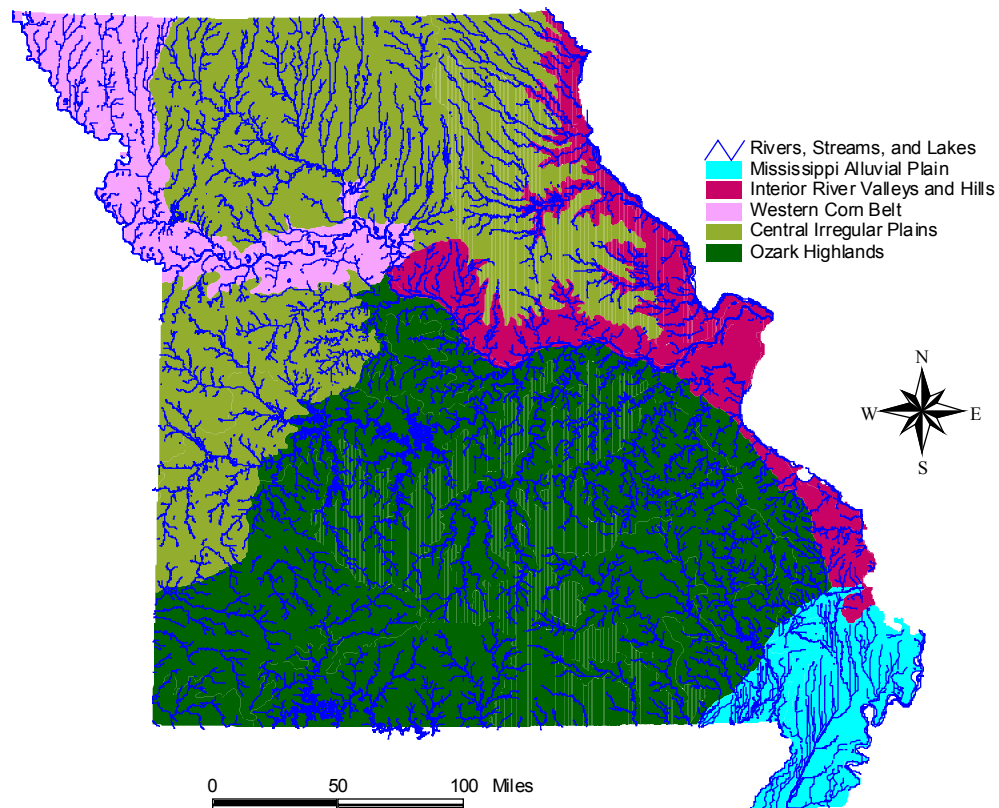 Rivers, Streams, and Lakes
Mississippi Alluvial Plain
Interior River Valleys and Hills
Western Corn Belt
Central Irregular Plains
Ozark Highlands
N
W E
S
0 50 100 Miles